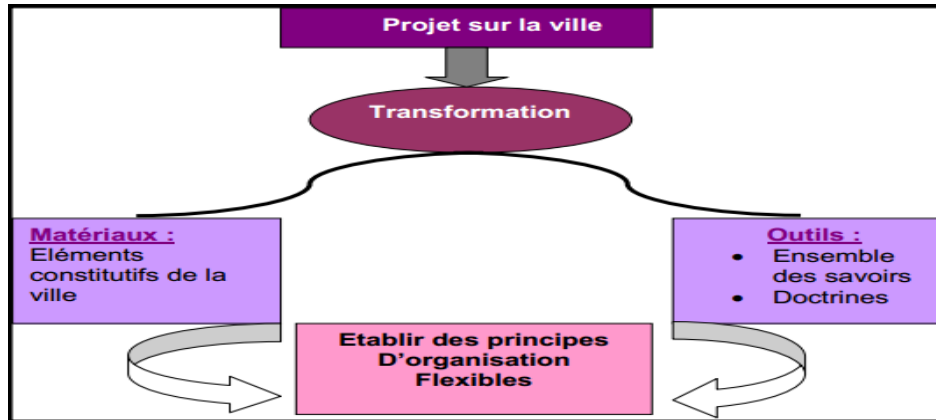 Projet sur la ville
Transformation
Matériaux :
Eléments
constitutifs de la
ville
Outils :
• Ensemble
des savoirs
• Doctrines
Etablir des principes
D'organisation
Flexibles